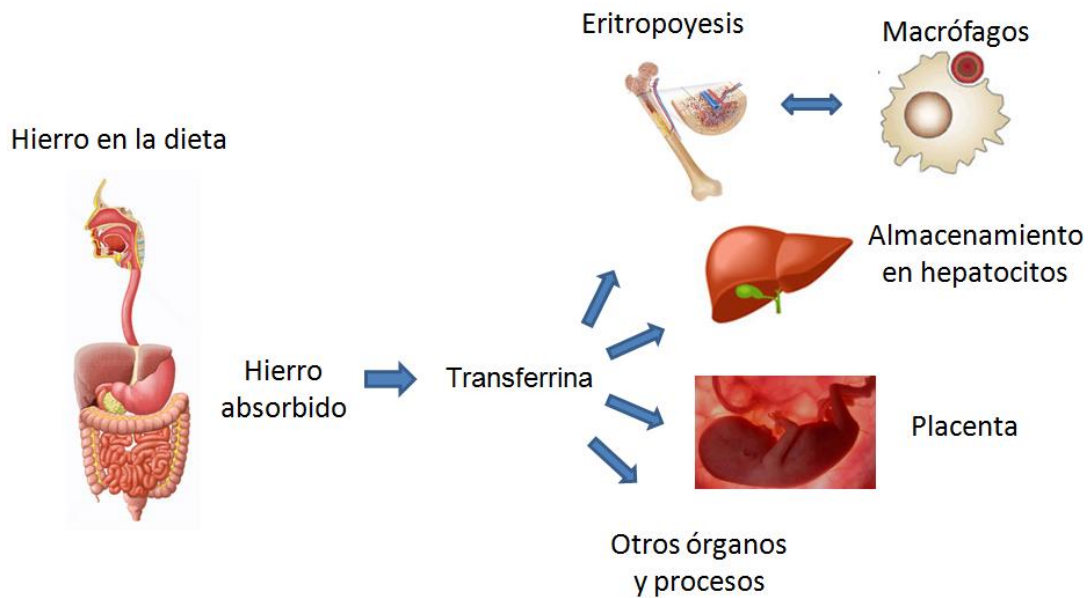 Eritropoyesis
Macrófagos
Hierro en la dieta
Almacenamiento
en hepatocitos
Hierro
absorbido
Transferrina
Placenta
Otros órganos
y procesos